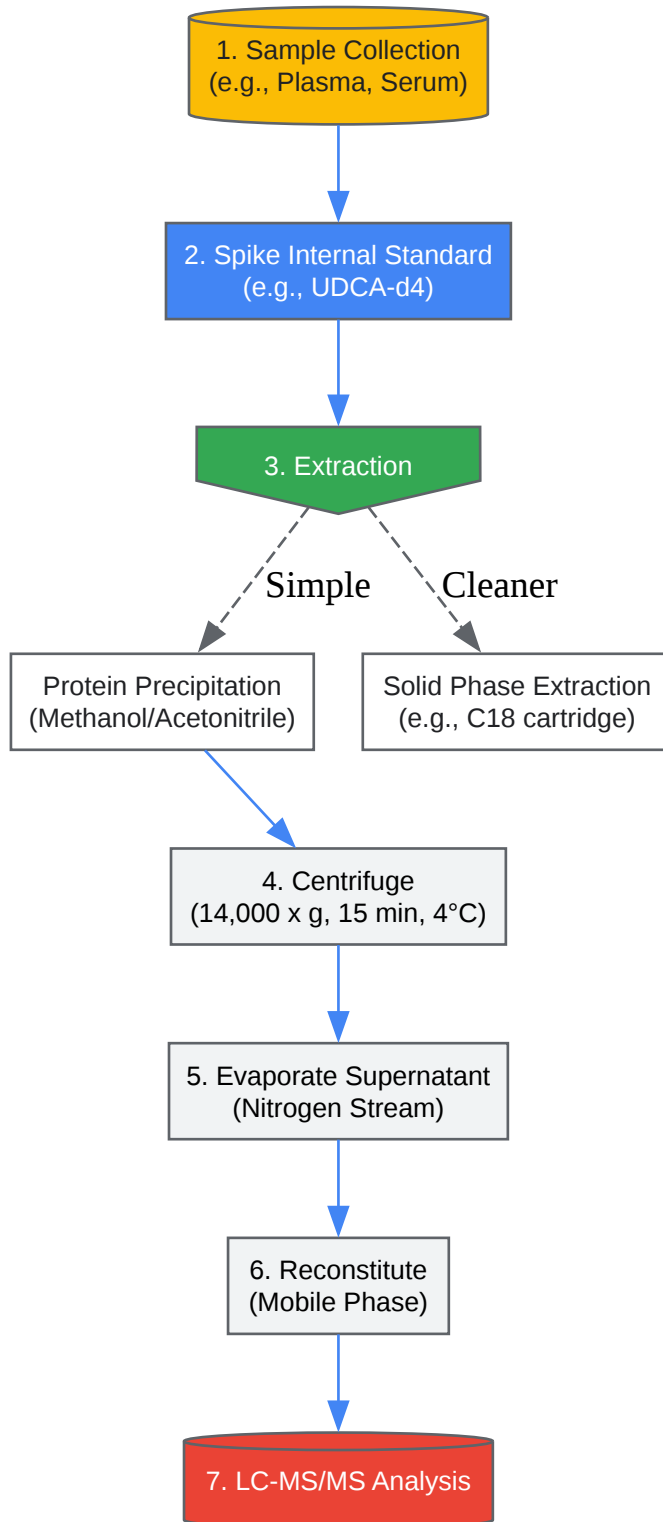 1. Sample Collection
(e.g., Plasma, Serum)
2. Spike Internal Standard
(e.g., UDCA-d4)
3. Extraction
Simple
Cleaner
Protein Precipitation
(Methanol/Acetonitrile)
Solid Phase Extraction
(e.g., C18 cartridge)
4. Centrifuge
(14,000 x g, 15 min, 4°C)
5. Evaporate Supernatant
(Nitrogen Stream)
6. Reconstitute
(Mobile Phase)
7. LC-MS/MS Analysis